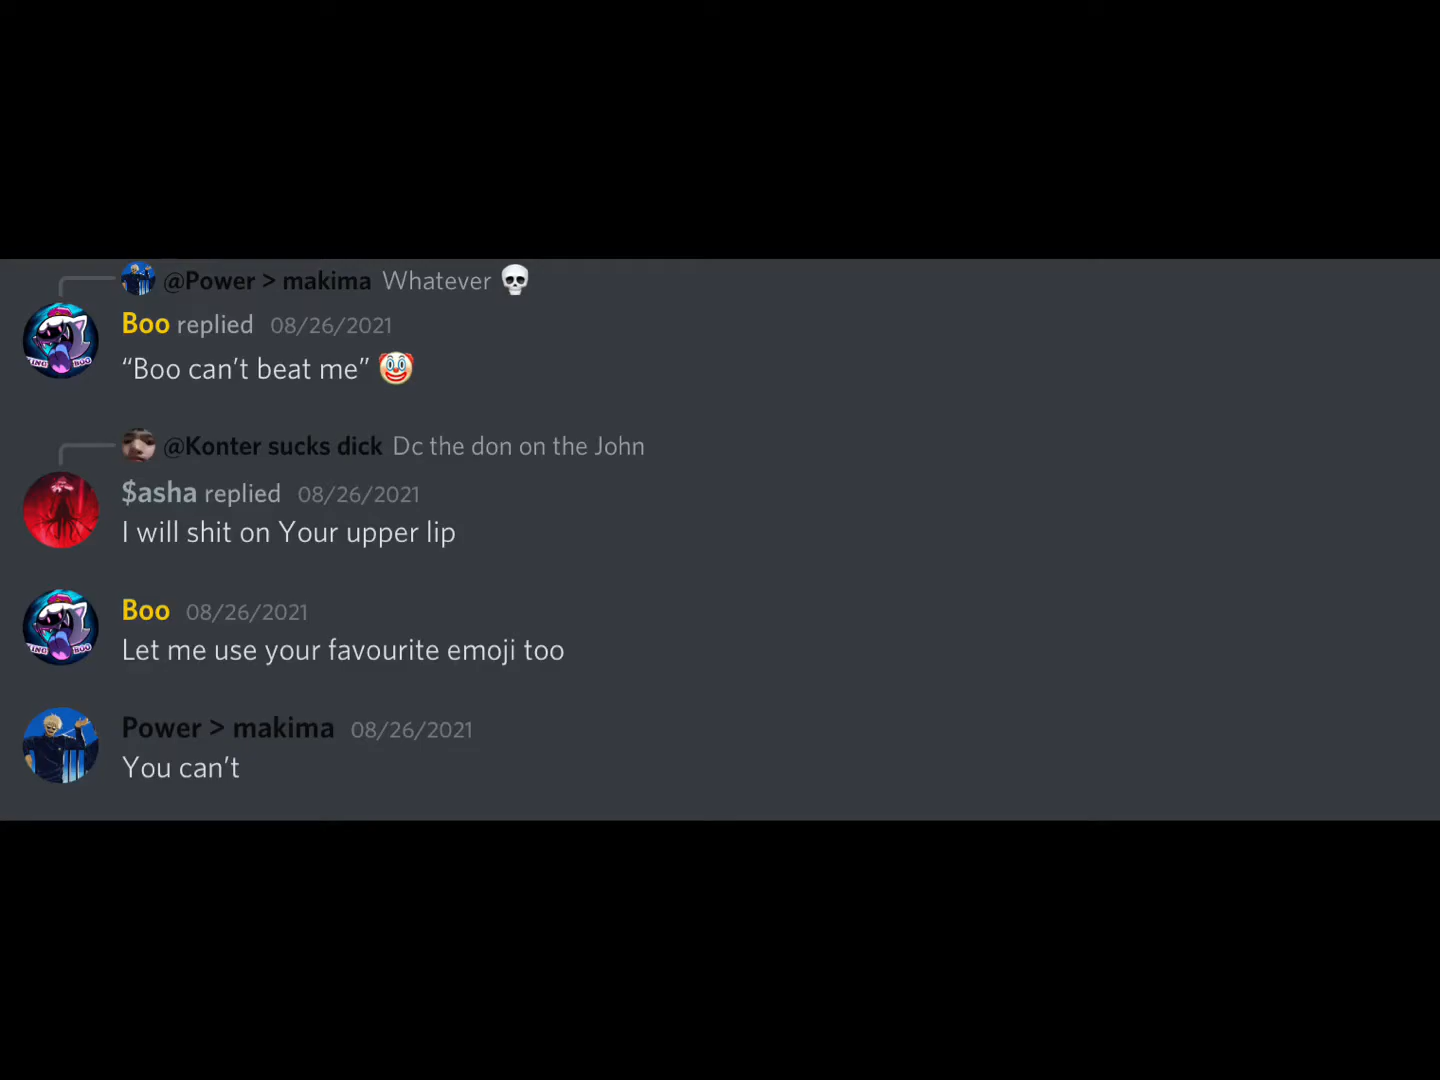 @Power > makima Whatever 💀
Boo replied 08/26/2021
“Boo can’t beat me” 🤡
@Konter sucks dick Dc the don on the John
$asha replied 08/26/2021
I will shit on Your upper lip
Boo 08/26/2021
Let me use your favourite emoji too
Power > makima 08/26/2021
You can’t